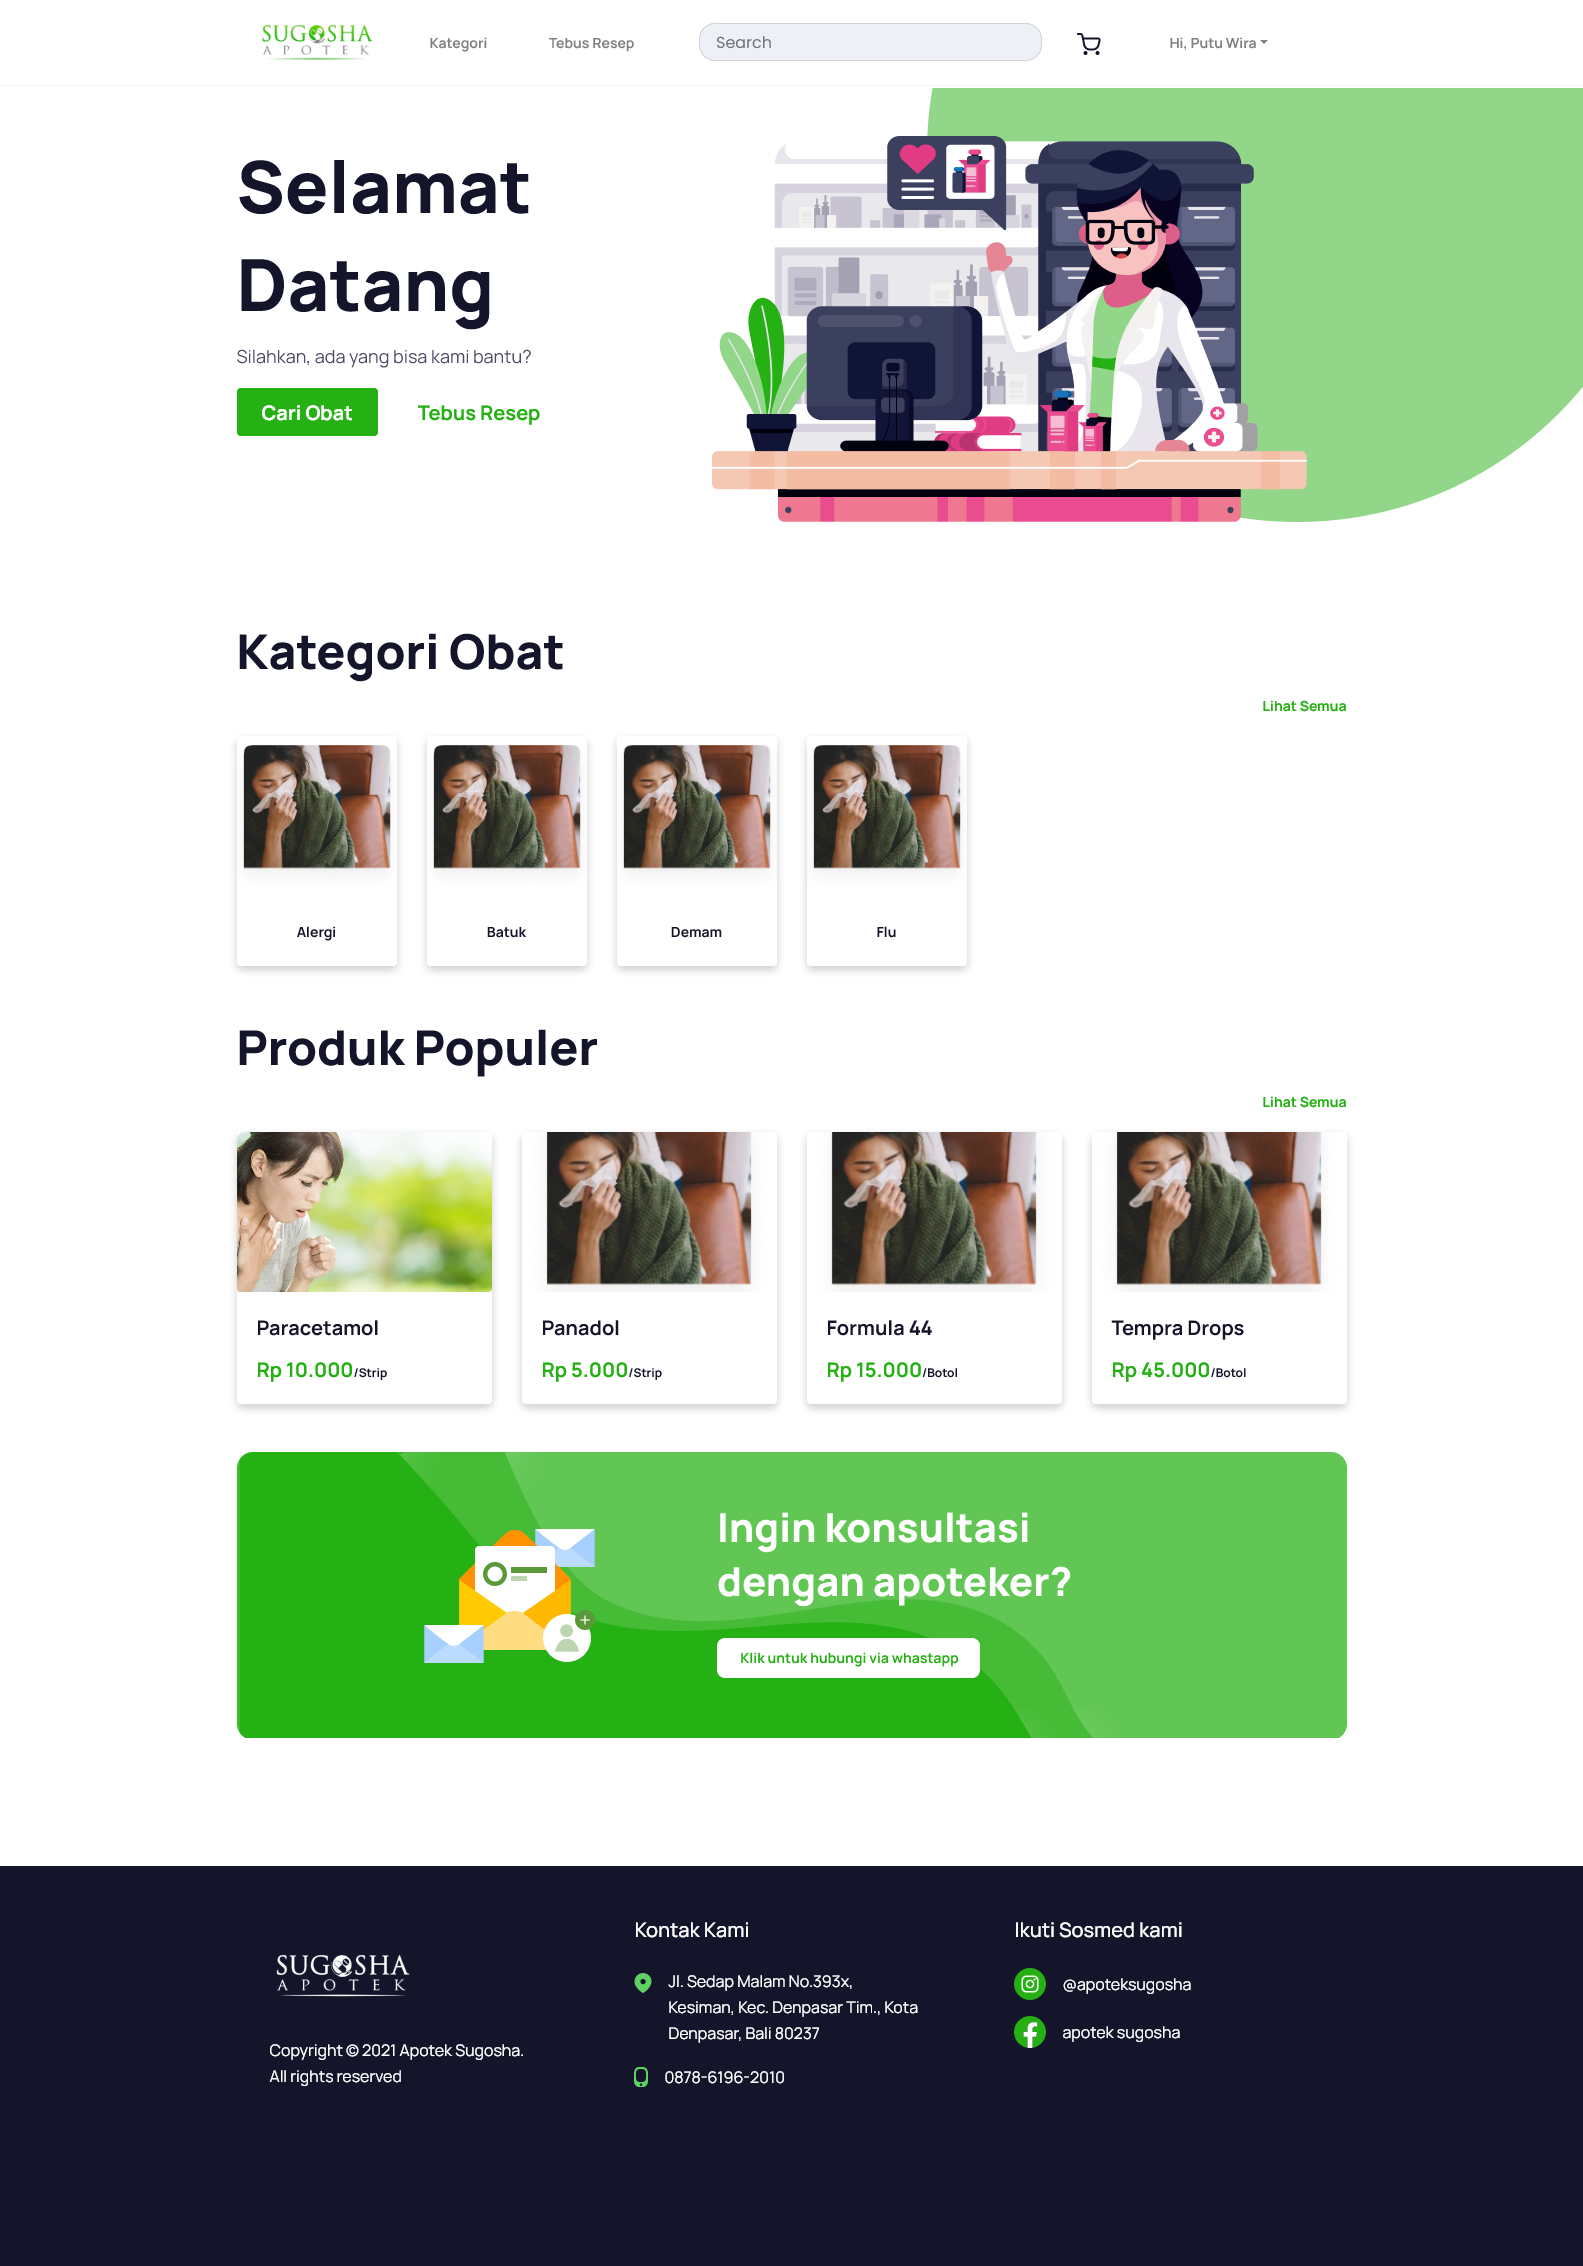 SUGOSHA
APOTEK
Kategori
Tebus Resep
Search
Hi, Putu Wira
Selamat
Datang
Silahkan, ada yang bisa kami bantu?
Cari Obat
Tebus Resep
Kategori Obat
Lihat Semua
Alergi
Batuk
Demam
Flu
Produk Populer
Lihat Semua
Paracetamol
Rp 10.000/Strip
Panadol
Rp 5.000/Strip
Formula 44
Rp 15.000/Botol
Tempra Drops
Rp 45.000/Botol
Ingin konsultasi
dengan apoteker?
Klik untuk hubungi via whastapp
SUGOSHA
APOTEK
Copyright © 2021 Apotek Sugosha.
All rights reserved
Kontak Kami
Jl. Sedap Malam No.393x,
Kesiman, Kec. Denpasar Tim., Kota
Denpasar, Bali 80237
0878-6196-2010
Ikuti Sosmed kami
@apoteksugosha
apotek sugosha